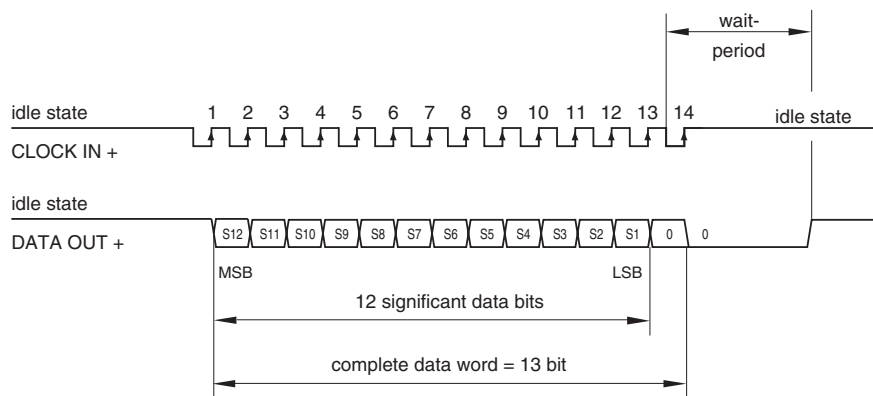 wait-
period
idle state
1 2 3 4 5 6 7 8 9 10 11 12 13 14
idle state
CLOCK IN +
idle state
DATA OUT +
S12 S11 S10 S9 S8 S7 S6 S5 S4 S3 S2 S1 0 0
MSB LSB
12 significant data bits
complete data word = 13 bit